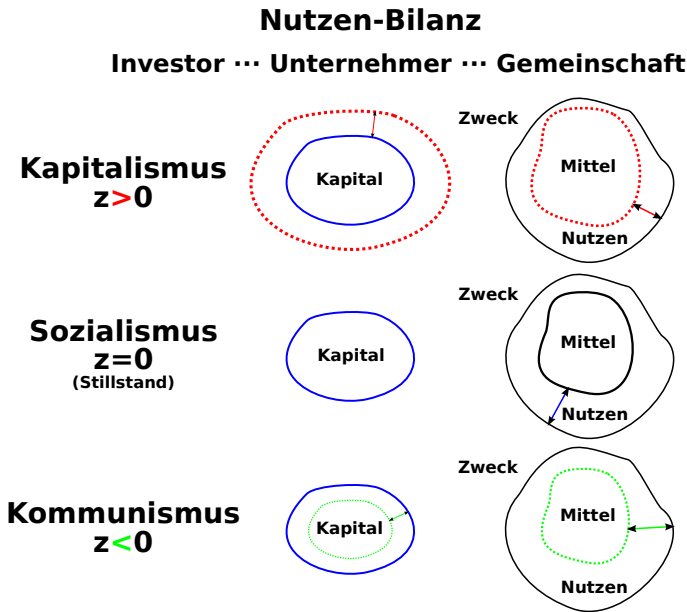 Nutzen-Bilanz
Investor ··· Unternehmer ··· Gemeinschaft
Kapitalismus
z>0
Kapital
Zweck
Mittel
Nutzen
Sozialismus
z=0
(Stillstand)
Kapital
Zweck
Mittel
Nutzen
Kommunismus
z<0
Kapital
Zweck
Mittel
Nutzen